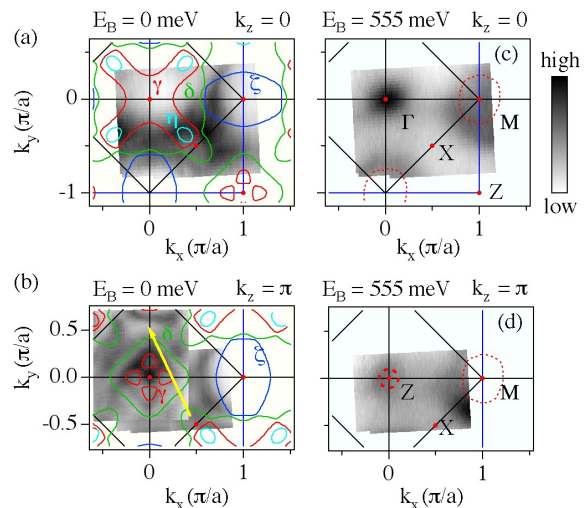 E_B = 0 meV k_z = 0 E_B = 555 meV k_z = 0
(a) (c) high
γ δ ζ
0
η Γ M
k_y (π/a)
X
-1 Z low
0 1 0 1
k_x (π/a) k_x (π/a)
(b) E_B = 0 meV k_z = π E_B = 555 meV k_z = π
(d)
0.5 δ ζ
k_y (π/a)
0.0 γ Z M
-0.5 X
0 1 0 1
k_x (π/a) k_x (π/a)